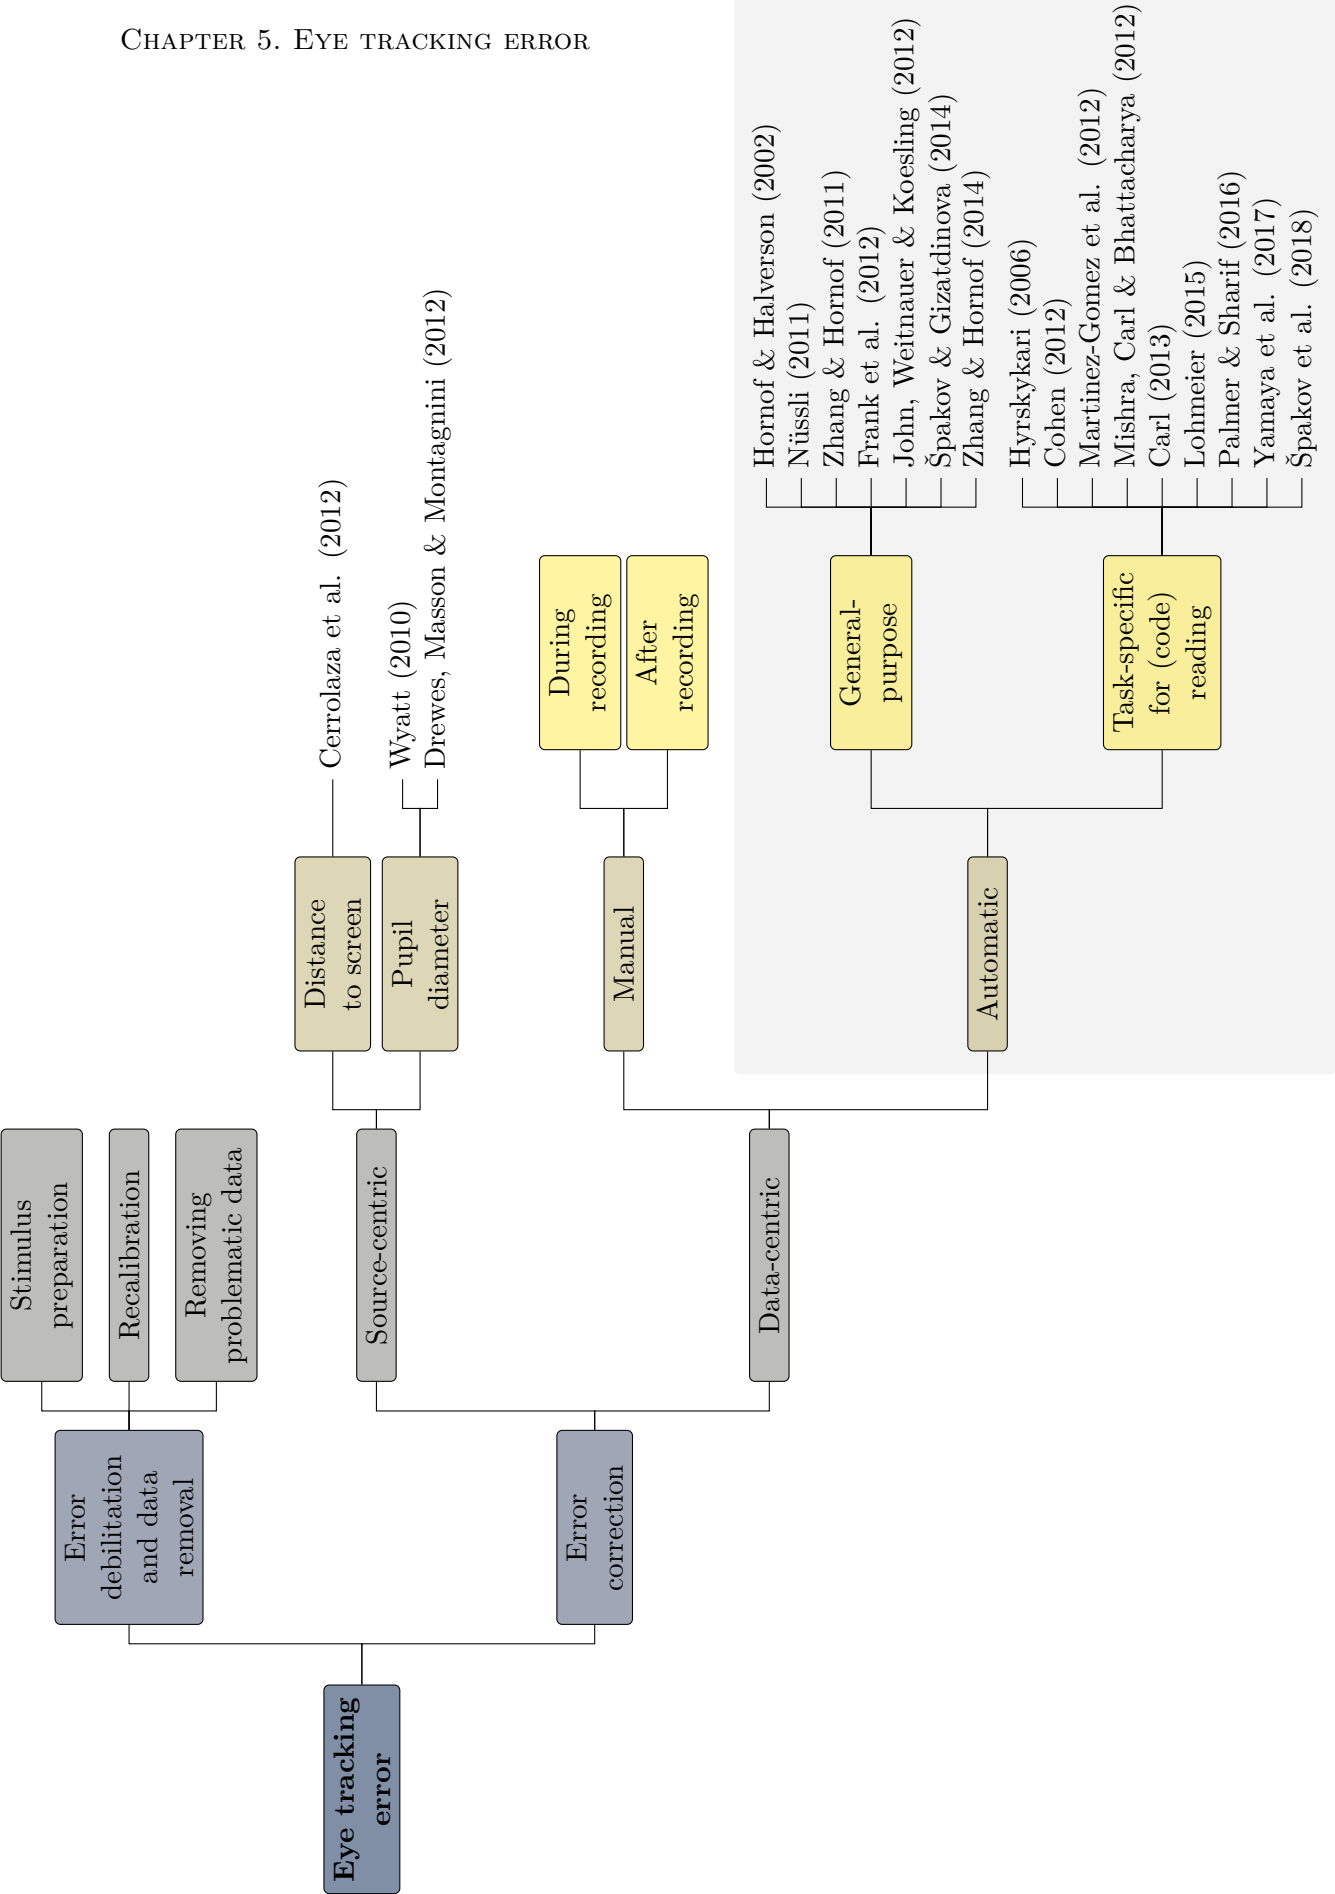 CHAPTER 5. EYE TRACKING ERROR
Eye tracking
error
Error
debilitation
and data
removal
Stimulus
preparation
Recalibration
Removing
problematic data
Error
correction
Source-centric
Distance
to screen
Cerrolaza et al. (2012)
Pupil
diameter
Wyatt (2010)
Drewes, Masson & Montagnini (2012)
Data-centric
Manual
During
recording
After
recording
Automatic
General-
purpose
Hornof & Halverson (2002)
Nüssli (2011)
Zhang & Hornof (2011)
Frank et al. (2012)
John, Weitnauer & Koesling (2012)
Špakov & Gizatdinova (2014)
Zhang & Hornof (2014)
Task-specific
for (code)
reading
Hyrskykari (2006)
Cohen (2012)
Martinez-Gomez et al. (2012)
Mishra, Carl & Bhattacharya (2012)
Carl (2013)
Lohmeier (2015)
Palmer & Sharif (2016)
Yamaya et al. (2017)
Špakov et al. (2018)